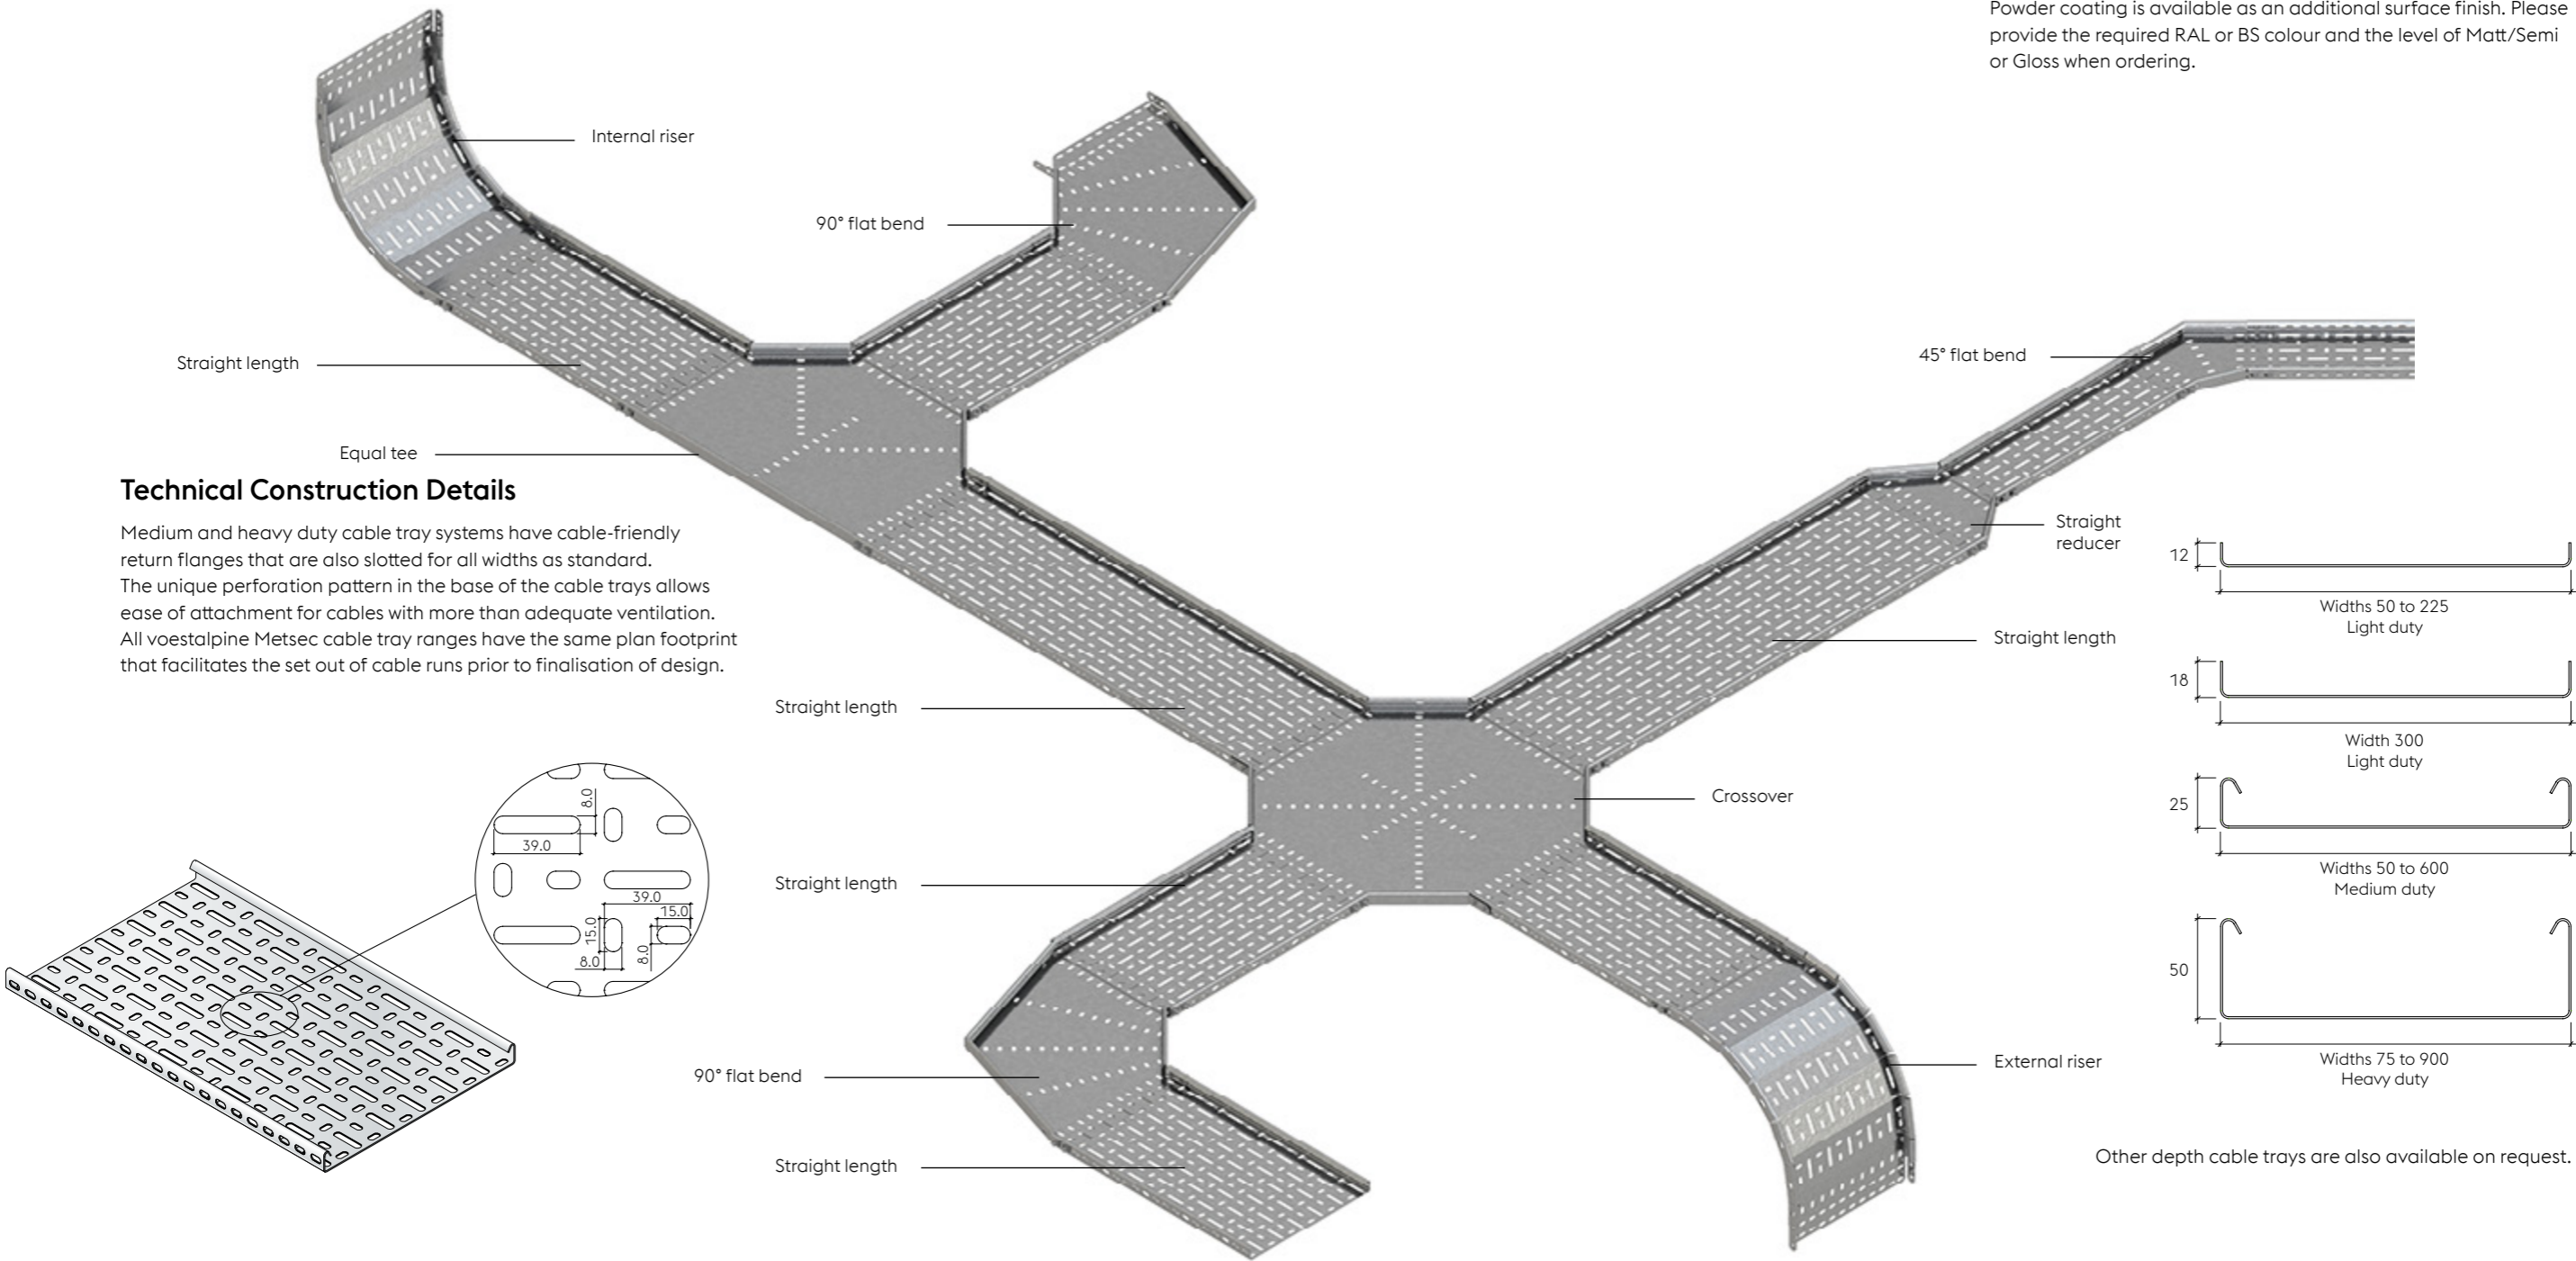 Powder coating is available as an additional surface finish. Please
provide the required RAL or BS colour and the level of Matt/Semi
or Gloss when ordering.
Internal riser
90° flat bend
Straight length
45° flat bend
Equal tee
Technical Construction Details
Medium and heavy duty cable tray systems have cable-friendly
return flanges that are also slotted for all widths as standard.
The unique perforation pattern in the base of the cable trays allows
ease of attachment for cables with more than adequate ventilation.
All voestalpine Metsec cable tray ranges have the same plan footprint
that facilitates the set out of cable runs prior to finalisation of design.
Straight
reducer
12
Widths 50 to 225
Light duty
Straight length
18
Width 300
Light duty
Straight length
Crossover
25
Widths 50 to 600
Medium duty
8.0
39.0
39.0
15.0
15.0
8.0
8.0
Straight length
50
Widths 75 to 900
Heavy duty
90° flat bend
External riser
Straight length
Other depth cable trays are also available on request.